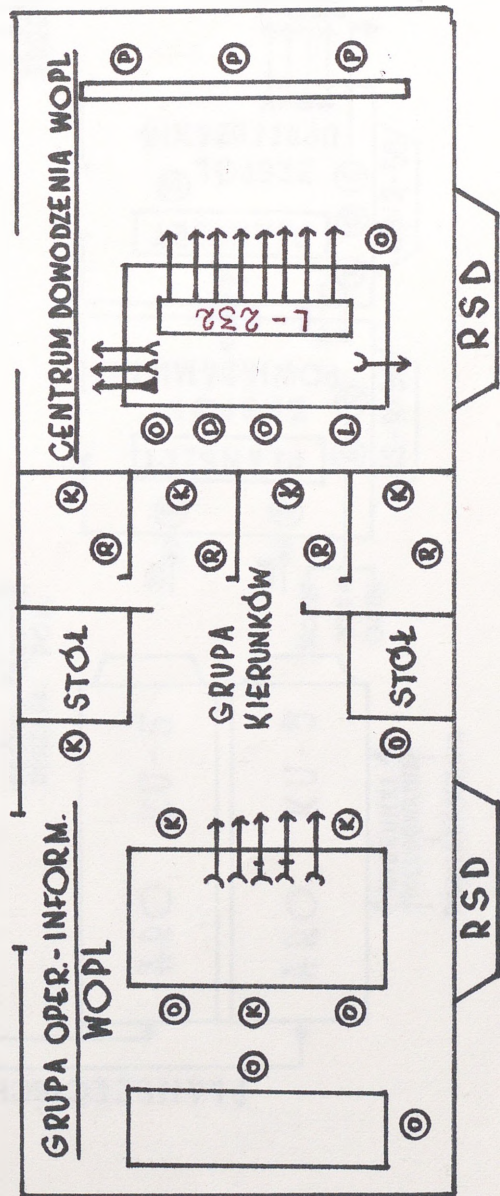 GRUPA OPER.-INFORM.
WOPL
O
O
O
K
O
K
K
RSD
K
STÓŁ
O
STÓŁ
GRUPA
KIERUNKÓW
K
R
K
R
K
R
K
R
CENTRUM DOWODZENIA WOPL
O
D
O
L
L-232
O
P
P
P
RSD